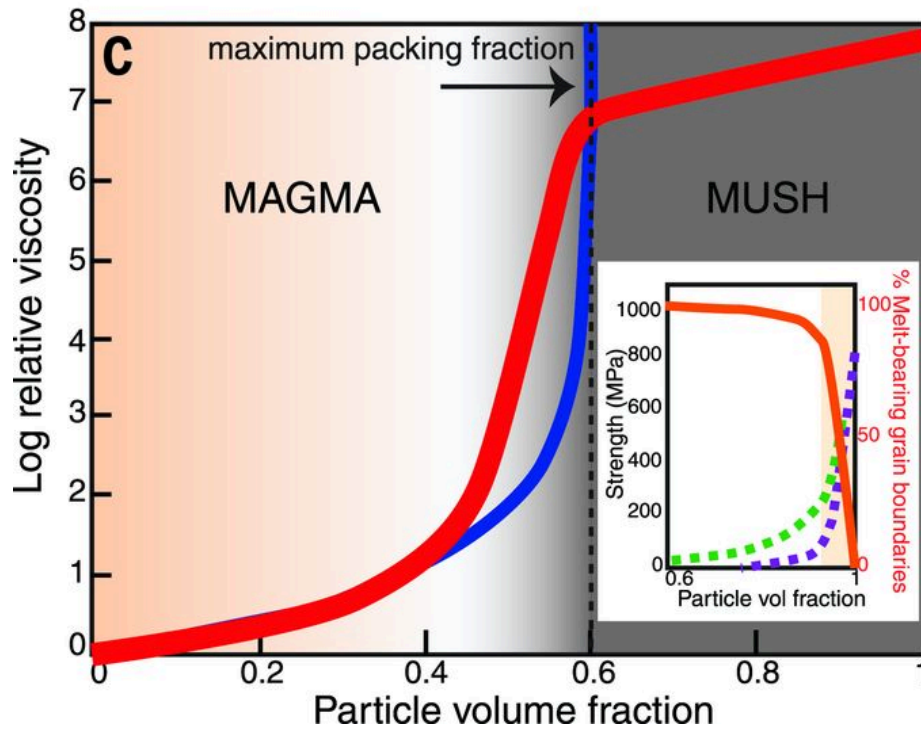 C
maximum packing fraction
MAGMA
MUSH
Log relative viscosity
8
7
6
5
4
3
2
1
0
0
0.2
0.4
0.6
0.8
1
Particle volume fraction
Strength (MPa)
1000
800
600
400
200
0
% Melt-bearing grain boundaries
100
50
0
0.6
1
Particle vol fraction